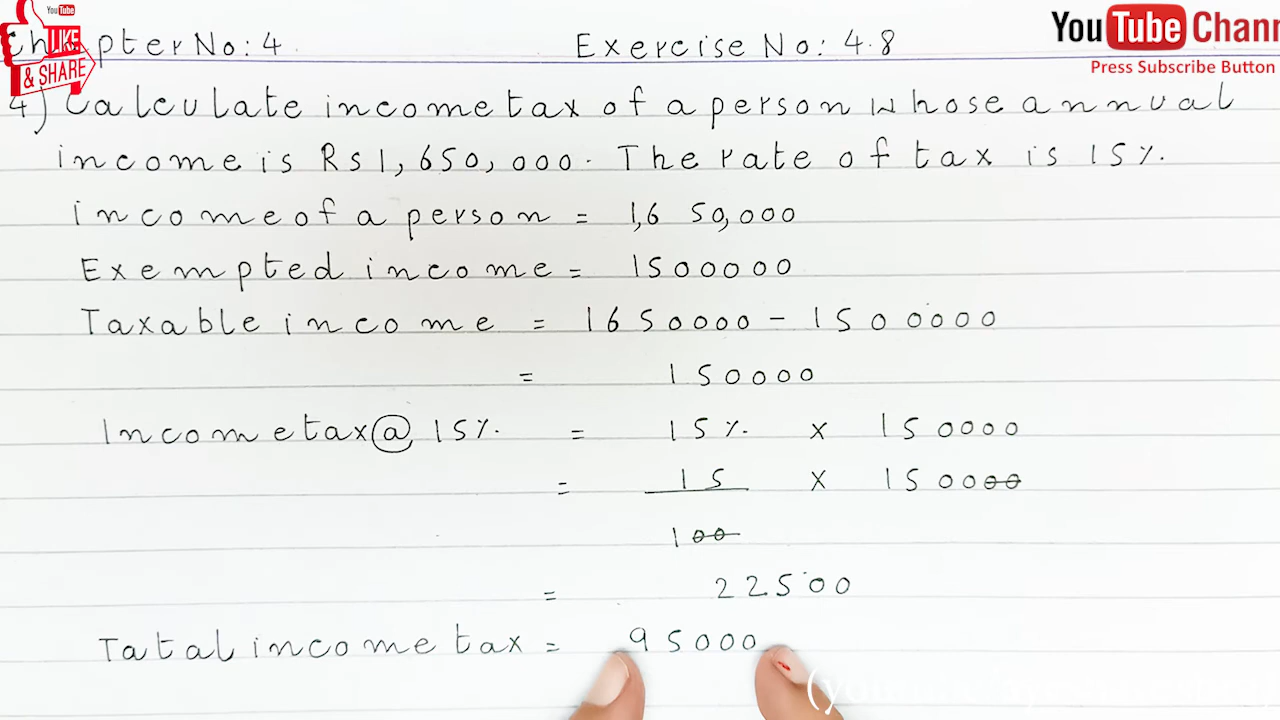 YouTube
LIKE
& SHARE
Chapter No: 4
Exercise No: 4.8
YouTube Chann
Press Subscribe Button
4) Calculate income tax of a person whose annual
income is Rs 1,650,000. The rate of tax is 15%.
income of a person = 1,650,000
Exempted income = 1500000
Taxable income = 1650000 - 1500000
= 150000
Income tax @ 15% = 15% x 150000
= 15 x 150000
100
= 22500
Tatal income tax = 95000